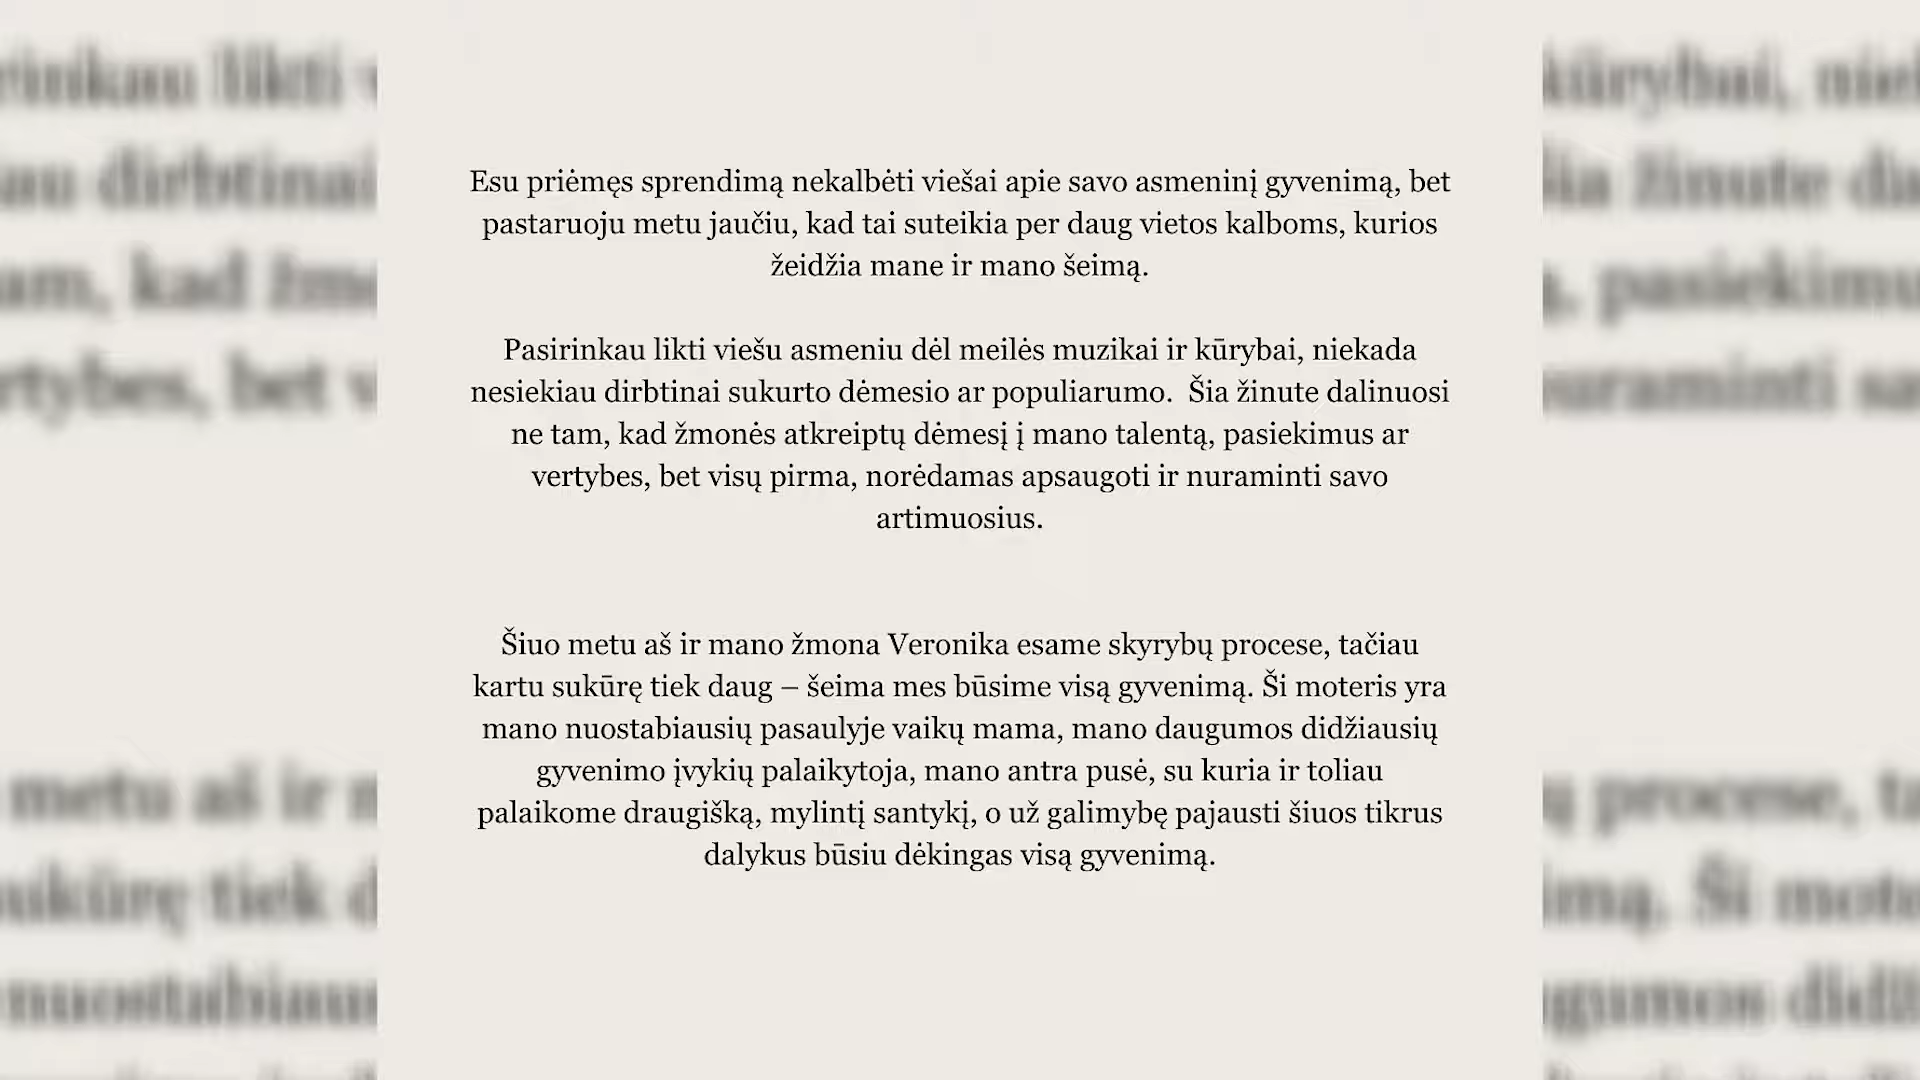 Esu priėmęs sprendimą nekalbėti viešai apie savo asmeninį gyvenimą, bet
pastaruoju metu jaučiu, kad tai suteikia per daug vietos kalboms, kurios
žeidžia mane ir mano šeimą.
Pasirinkau likti viešu asmeniu dėl meilės muzikai ir kūrybai, niekada
nesiekiau dirbtinai sukurto dėmesio ar populiarumo.  Šia žinute dalinuosi
ne tam, kad žmonės atkreiptų dėmesį į mano talentą, pasiekimus ar
vertybes, bet visų pirma, norėdamas apsaugoti ir nuraminti savo
artimuosius.
Šiuo metu aš ir mano žmona Veronika esame skyrybų procese, tačiau
kartu sukūrę tiek daug – šeima mes būsime visą gyvenimą. Ši moteris yra
mano nuostabiausių pasaulyje vaikų mama, mano daugumos didžiausių
gyvenimo įvykių palaikytoja, mano antra pusė, su kuria ir toliau
palaikome draugišką, mylintį santykį, o už galimybę pajausti šiuos tikrus
dalykus būsiu dėkingas visą gyvenimą.